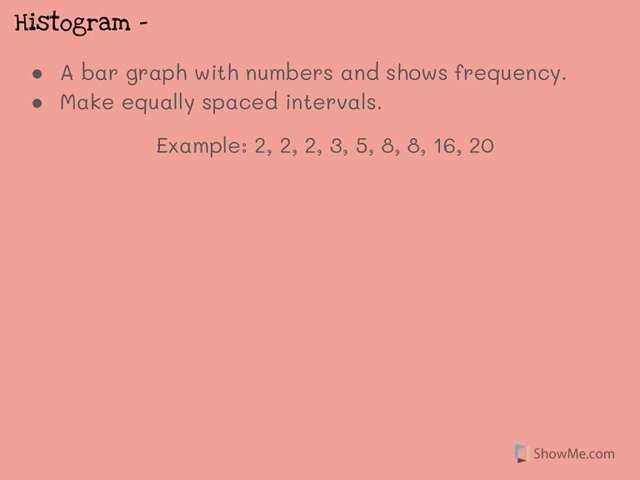 Histogram -
● A bar graph with numbers and shows frequency.
● Make equally spaced intervals.
Example: 2, 2, 2, 3, 5, 8, 8, 16, 20
ShowMe.com